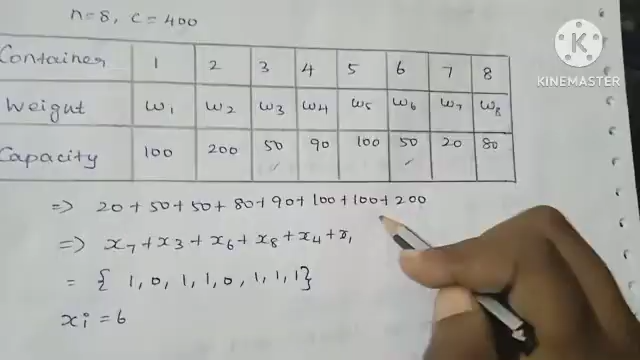 n=8, c=400
Container 1 2 3 4 5 6 7 8
Weigut w1 w2 w3 w4 w5 w6 w7 w8
Capacity 100 200 50 90 100 50 20 80
=> 20+50+50+80+90+100+100+200
=> x7+x3+x6+x8+x4+x1
= { 1,0,1,1,0,1,1,1}
xi=6
KINEMASTER